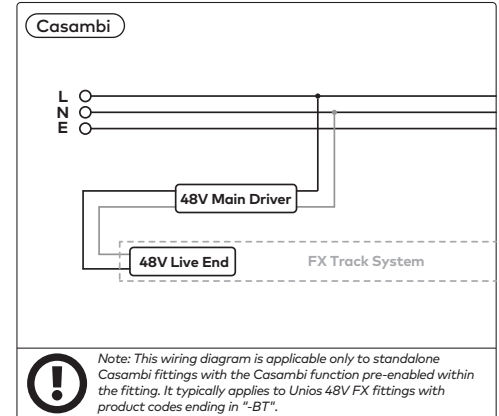 Casambi
L
N
E
48V Main Driver
48V Live End
FX Track System
Note: This wiring diagram is applicable only to standalone
Casambi fittings with the Casambi function pre-enabled within
the fitting. It typically applies to Unios 48V FX fittings with
product codes ending in "-BT".